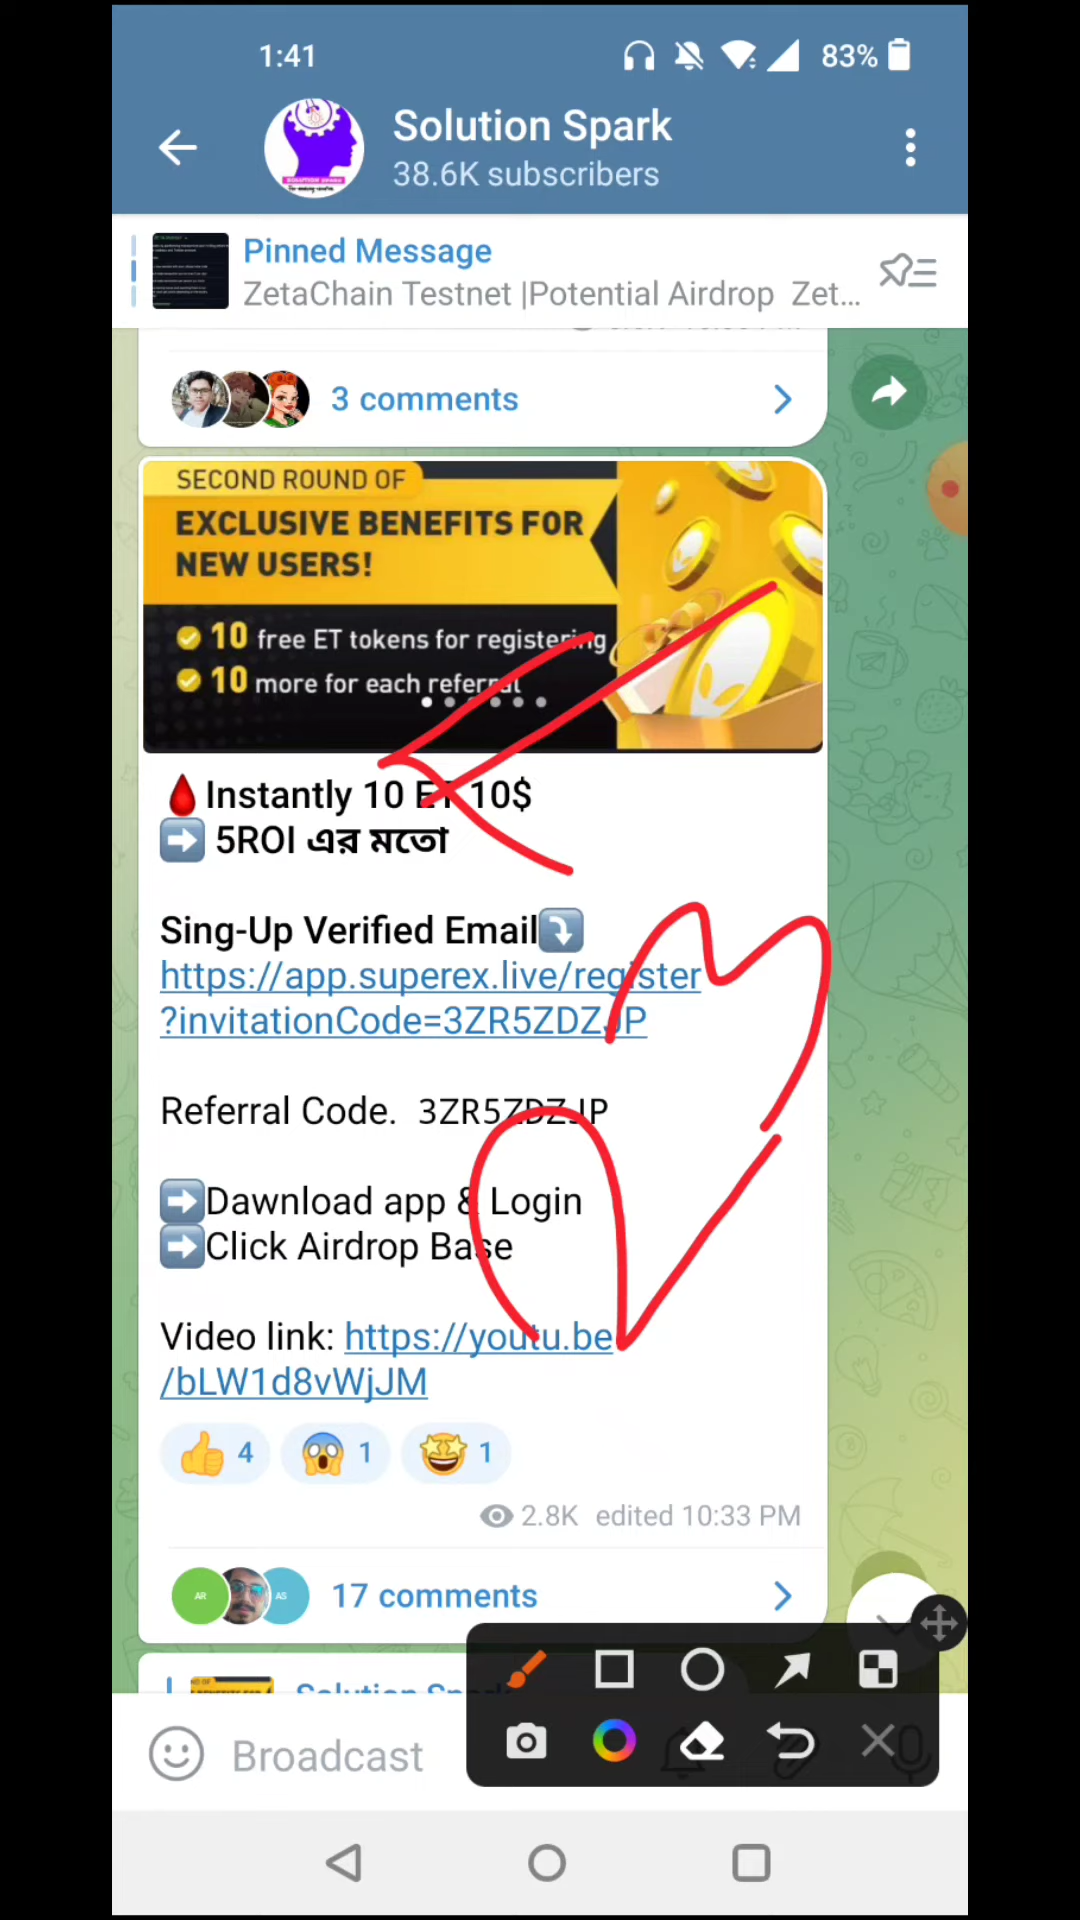 1:41
83%
Solution Spark
38.6K subscribers
Pinned Message
ZetaChain Testnet |Potential Airdrop Zet...
3 comments
SECOND ROUND OF
EXCLUSIVE BENEFITS FOR
NEW USERS!
10 free ET tokens for registering
10 more for each referral
Instantly 10 ET 10$
5ROI এর মতো
Sing-Up Verified Email
https://app.superex.live/register
?invitationCode=3ZR5ZDZJP
Referral Code. 3ZR5ZDZJP
Dawnload app & Login
Click Airdrop Base
Video link: https://youtu.be
/bLW1d8vWjJM
4
1
1
2.8K edited 10:33 PM
AR
AS
17 comments
Solution Spark
Broadcast